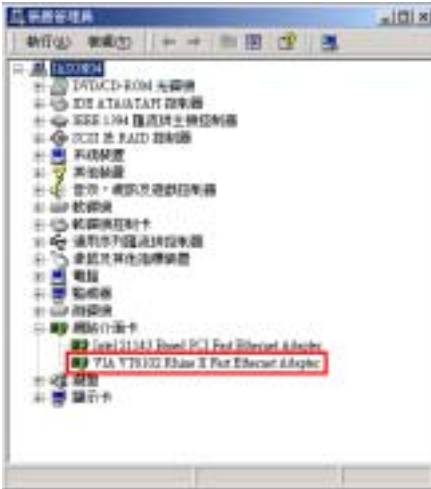 裝置管理員
執行(A) 檢視(V)
DVD/CD-ROM 光碟機
IDE ATA/ATAPI 控制器
IEEE 1394 匯流排主機控制器
SCSI 及 RAID 控制器
系統裝置
其他裝置
音效、視訊及遊戲控制器
軟碟機
軟碟機控制卡
通用序列匯流排控制器
滑鼠及其他指標裝置
電腦
監視器
磁碟機
網路介面卡
Intel 21143 Based PCI Fast Ethernet Adapter
VIA VT6102 Rhine II Fast Ethernet Adapter
鍵盤
顯示卡